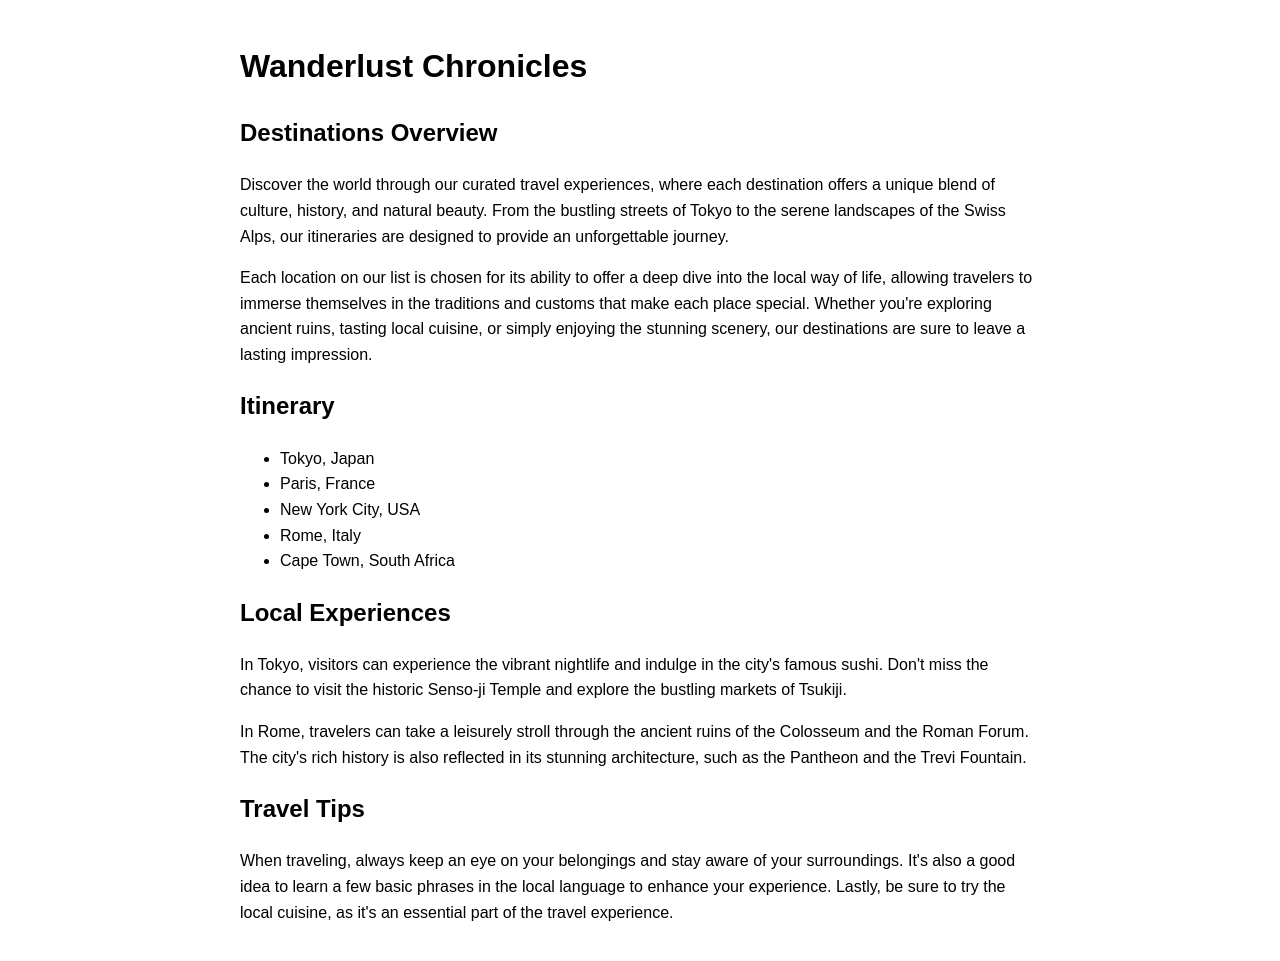 Wanderlust Chronicles
Destinations Overview
Discover the world through our curated travel experiences, where each destination offers a unique blend of
culture, history, and natural beauty. From the bustling streets of Tokyo to the serene landscapes of the Swiss
Alps, our itineraries are designed to provide an unforgettable journey.
Each location on our list is chosen for its ability to offer a deep dive into the local way of life, allowing travelers to
immerse themselves in the traditions and customs that make each place special. Whether you're exploring
ancient ruins, tasting local cuisine, or simply enjoying the stunning scenery, our destinations are sure to leave a
lasting impression.
Itinerary
• Tokyo, Japan
• Paris, France
• New York City, USA
• Rome, Italy
• Cape Town, South Africa
Local Experiences
In Tokyo, visitors can experience the vibrant nightlife and indulge in the city's famous sushi. Don't miss the
chance to visit the historic Senso-ji Temple and explore the bustling markets of Tsukiji.
In Rome, travelers can take a leisurely stroll through the ancient ruins of the Colosseum and the Roman Forum.
The city's rich history is also reflected in its stunning architecture, such as the Pantheon and the Trevi Fountain.
Travel Tips
When traveling, always keep an eye on your belongings and stay aware of your surroundings. It's also a good
idea to learn a few basic phrases in the local language to enhance your experience. Lastly, be sure to try the
local cuisine, as it's an essential part of the travel experience.